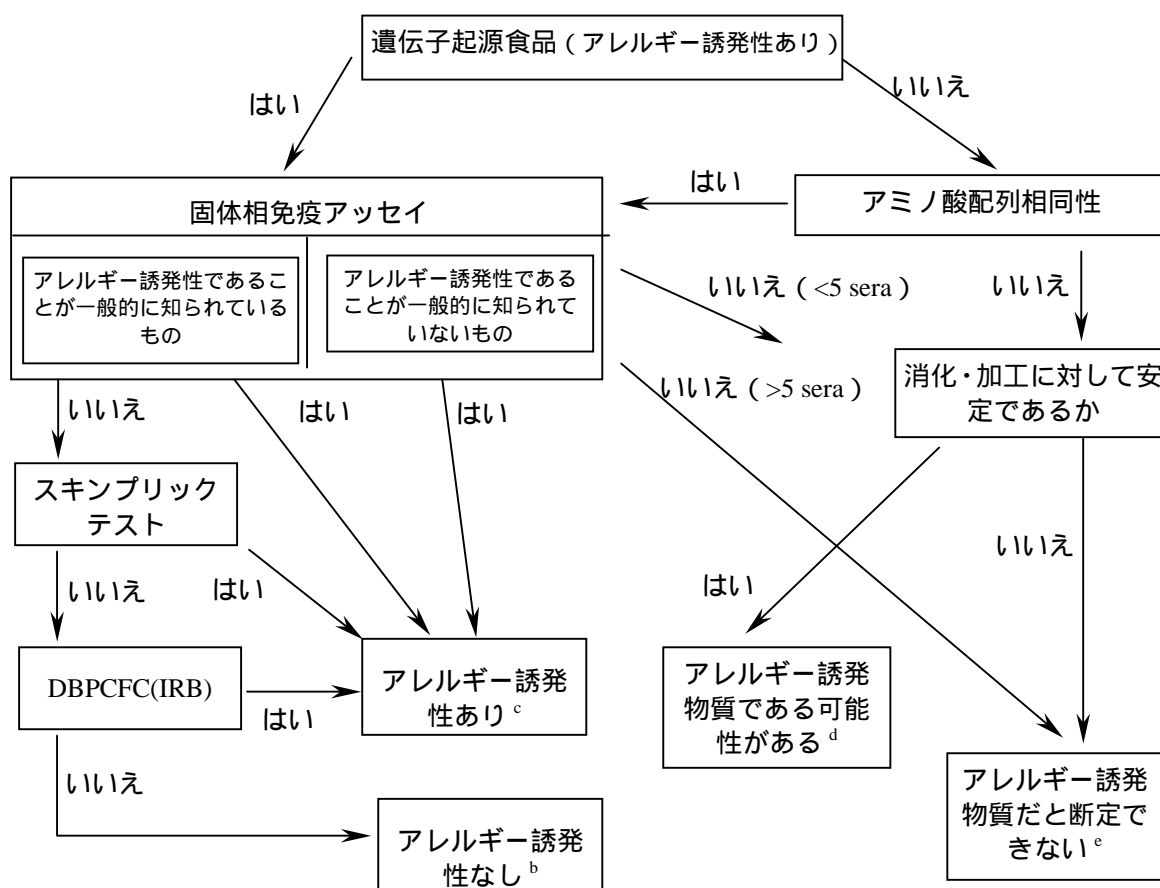 遺伝子起源食品（アレルギー誘発性あり）
はい
いいえ
固体相免疫アッセイ
はい
アミノ酸配列相同性
アレルギー誘発性であるこ
とが一般的に知られている
もの
アレルギー誘発性である
ことが一般的に知られて
いないもの
いいえ（<5 sera）
いいえ
いいえ（>5 sera）
消化・加工に対して安
定であるか
いいえ
はい
はい
スキンプリック
テスト
いいえ
はい
はい
いいえ
DBPCFC(IRB)
はい
アレルギー誘発
性あり c
アレルギー誘発
物質である可能
性がある d
いいえ
アレルギー誘発
性なし b
アレルギー誘発
物質だと断定で
きない e